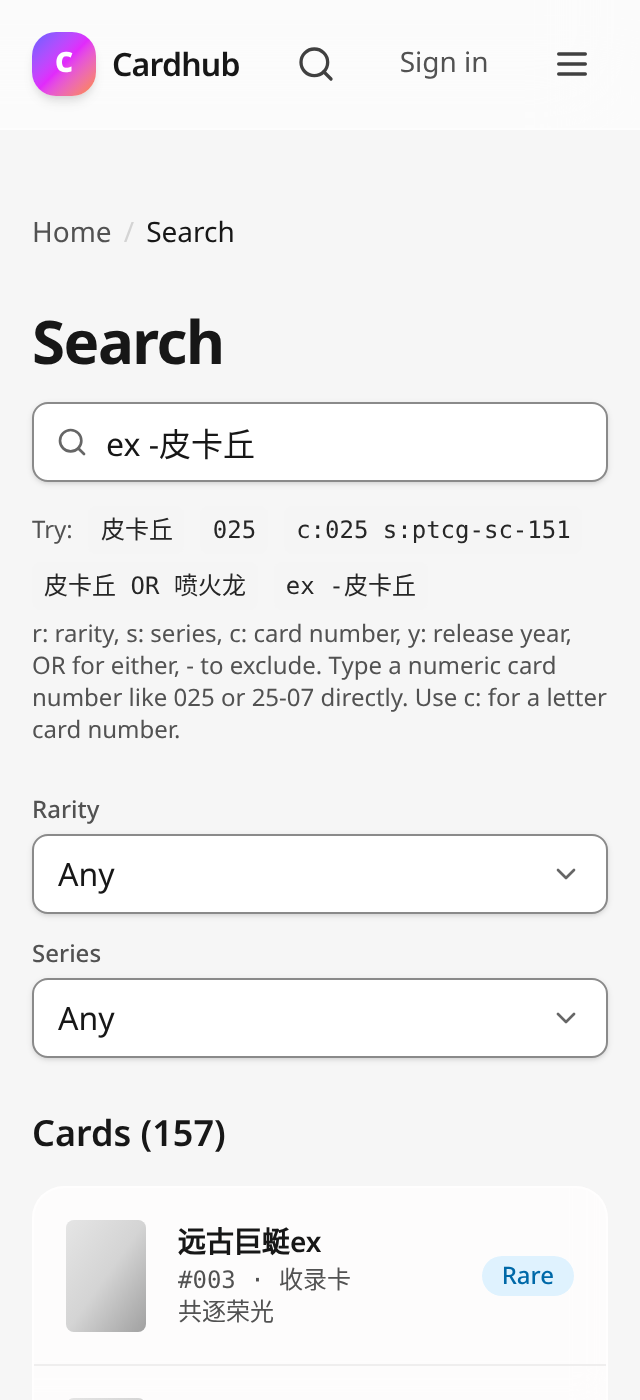 C Cardhub Sign in
Home / Search
Search
ex -皮卡丘
Try: 皮卡丘 025 c:025 s:ptcg-sc-151
皮卡丘 OR 喷火龙 ex -皮卡丘
r: rarity, s: series, c: card number, y: release year,
OR for either, - to exclude. Type a numeric card
number like 025 or 25-07 directly. Use c: for a letter
card number.
Rarity
Any
Series
Any
Cards (157)
远古巨蜓ex
#003 · 收录卡
共逐荣光
Rare